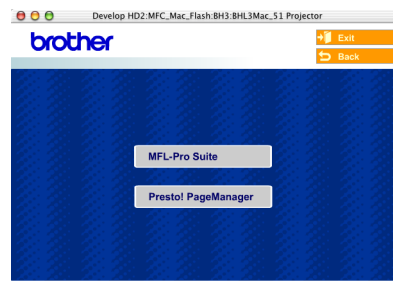 Develop HD2:MFC_Mac_Flash:BH3:BHL3Mac_51 Projector
brother
Exit
Back
MFL-Pro Suite
Presto! PageManager